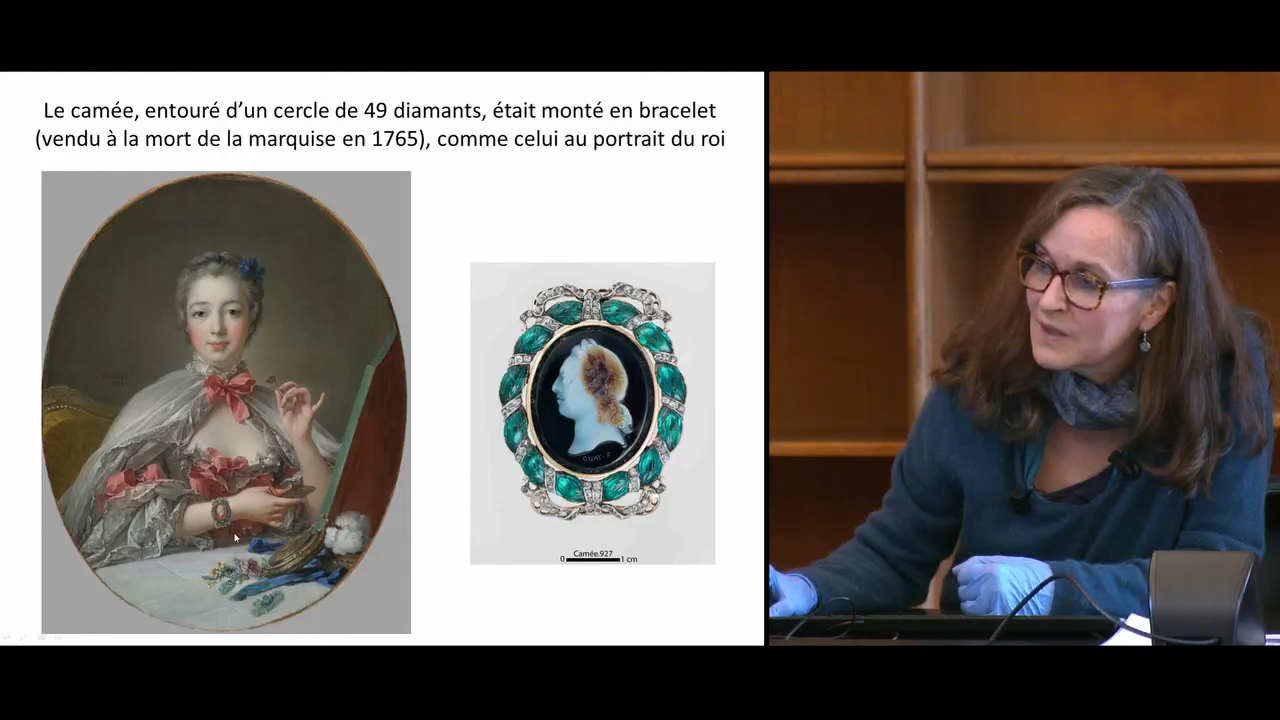 Le camée, entouré d'un cercle de 49 diamants, était monté en bracelet
(vendu à la mort de la marquise en 1765), comme celui au portrait du roi
GUAY·F
Camée.927
0 1 cm